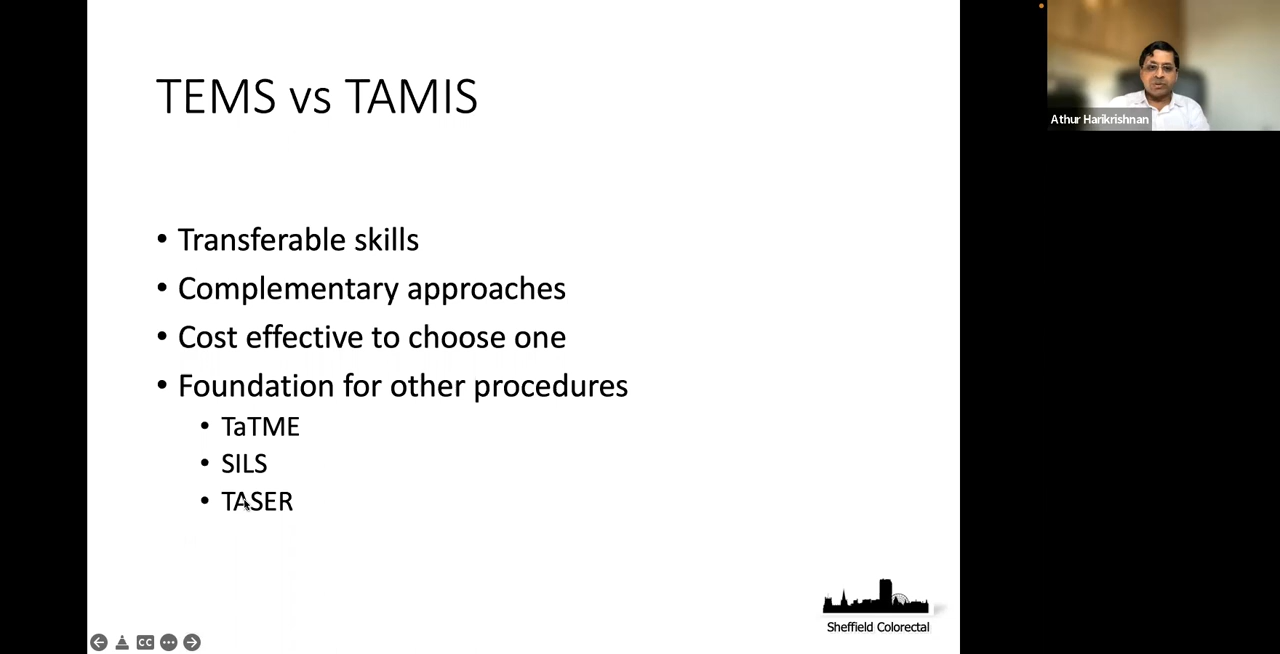 TEMS vs TAMIS
• Transferable skills
• Complementary approaches
• Cost effective to choose one
• Foundation for other procedures
• TaTME
• SILS
• TASER
Sheffield Colorectal
CC
Athur Harikrishnan